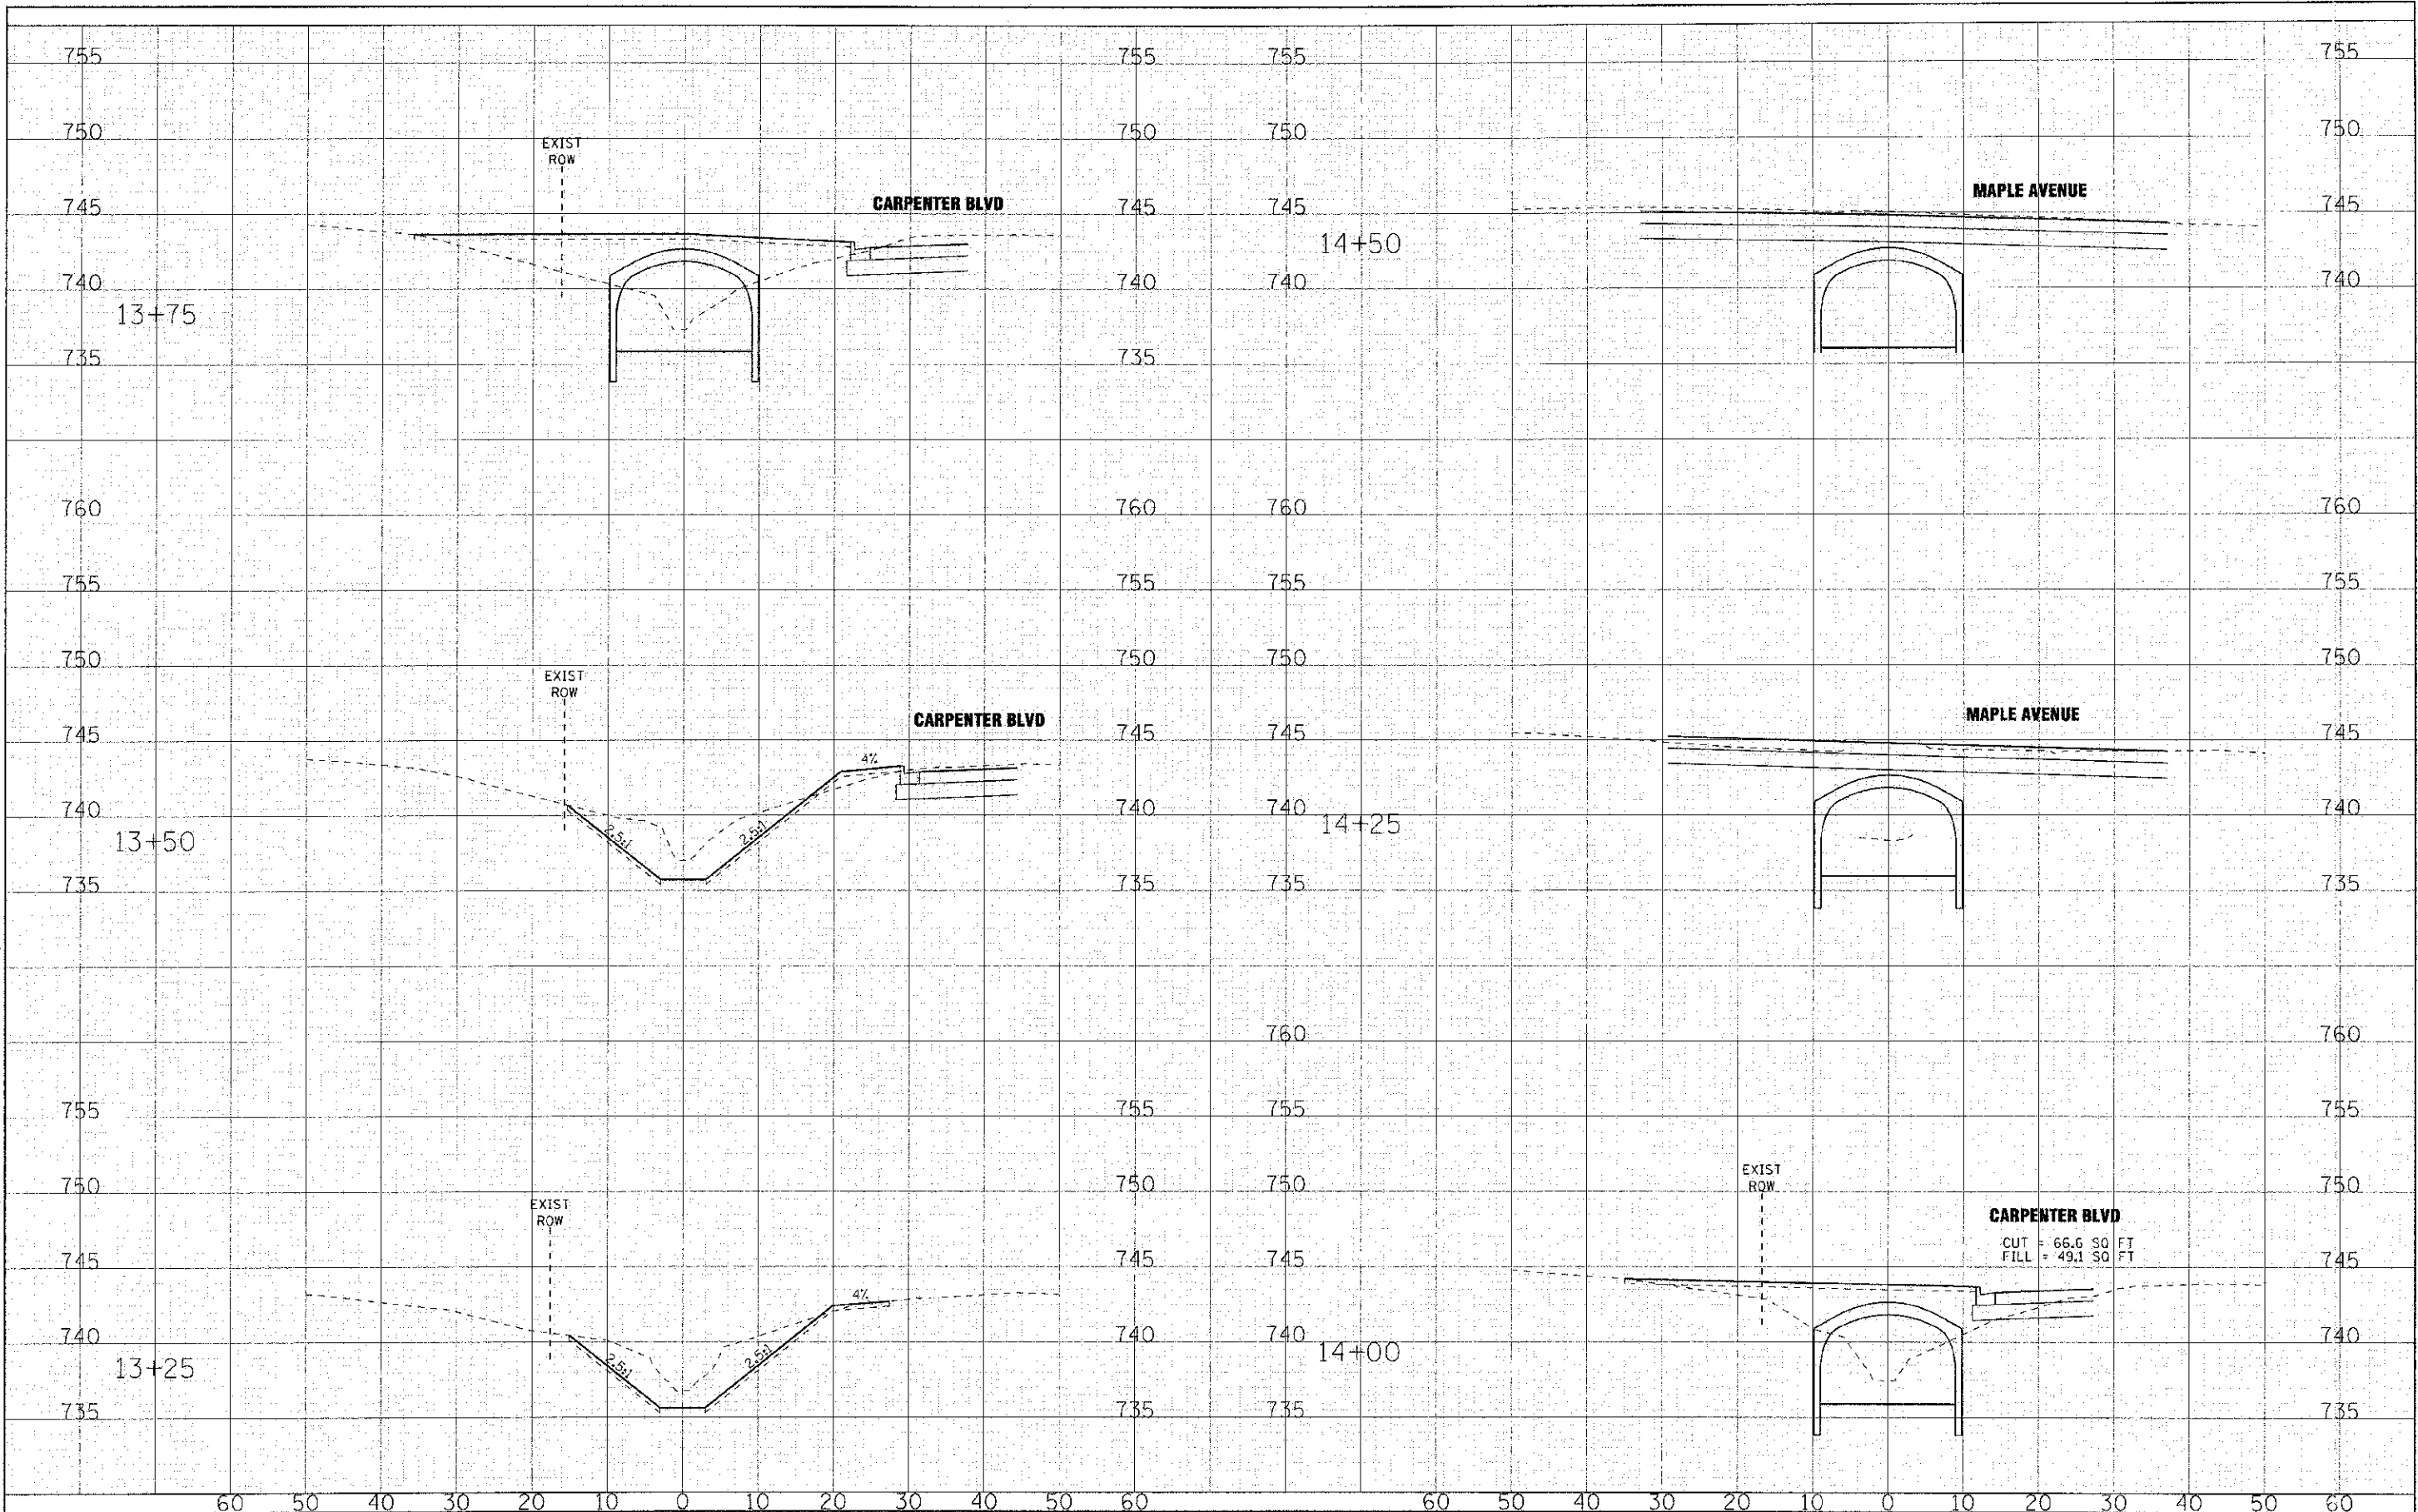 755 755 755 755
750 750 750 750
EXIST
ROW
CARPENTER BLVD
745 745 745 745
MAPLE AVENUE
14+50
740 740 740 740
13+75
735 735
760 760 760 760
755 755 755 755
750 750 750 750
EXIST
ROW
CARPENTER BLVD
745 745 745 745
MAPLE AVENUE
4%
740 740 740 740
13+50
2.5:1 2.5:1
14+25
735 735 735 735
760 760
755 755 755 755
750 750 750 750
EXIST
ROW
EXIST
ROW
CARPENTER BLVD
CUT = 66.6 SQ FT
FILL = 49.1 SQ FT
745 745 745 745
4%
740 740 740 740
13+25
2.5:1 2.5:1
14+00
735 735 735 735
60 50 40 30 20 10 0 10 20 30 40 50 60 60 50 40 30 20 10 0 10 20 30 40 50 60